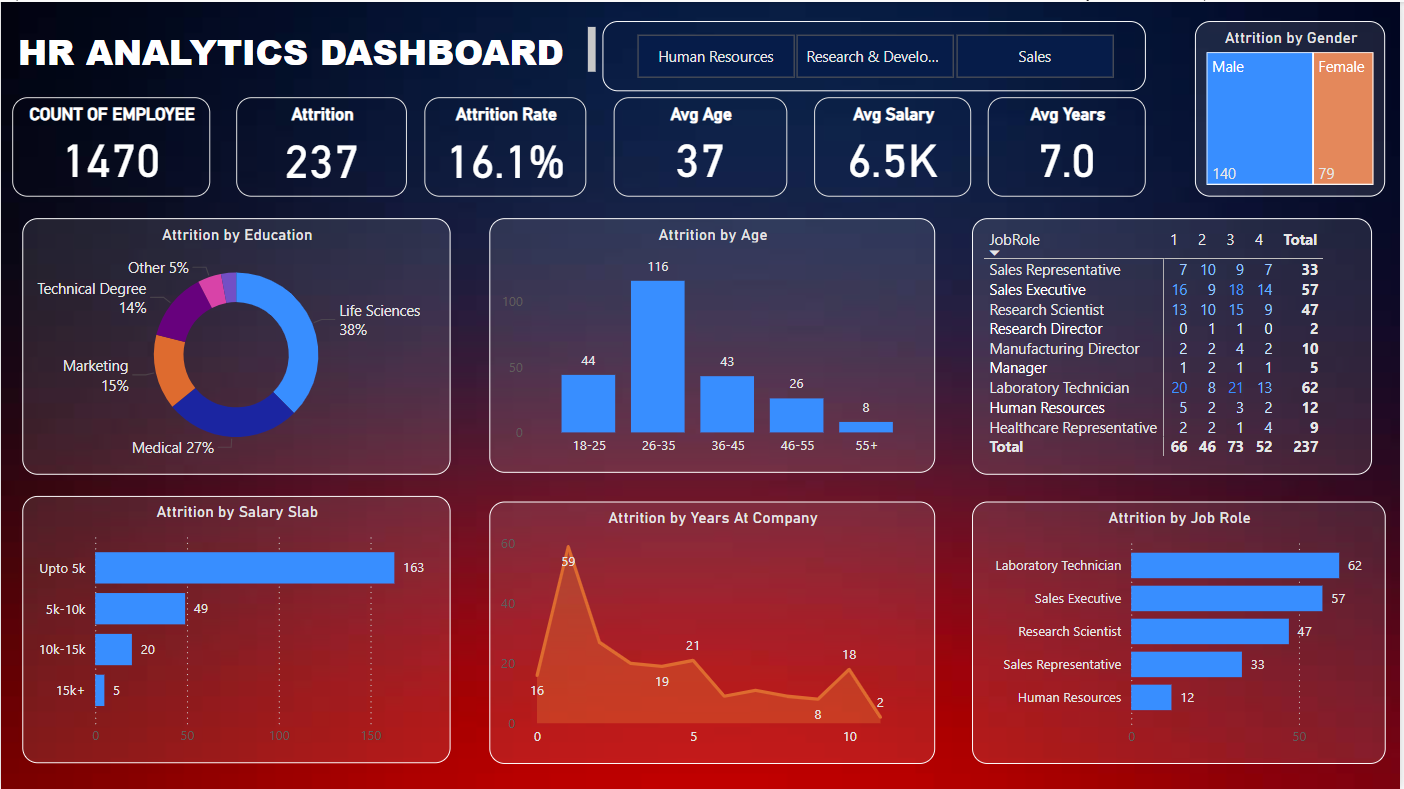 HR ANALYTICS DASHBOARD
Human Resources
Research & Develo...
Sales
Attrition by Gender
Male
Female
140
79
COUNT OF EMPLOYEE
1470
Attrition
237
Attrition Rate
16.1%
Avg Age
37
Avg Salary
6.5K
Avg Years
7.0
Attrition by Education
Other 5%
Technical Degree
14%
Life Sciences
38%
Marketing
15%
Medical 27%
Attrition by Age
100
50
0
44
116
43
26
8
18-25
26-35
36-45
46-55
55+
JobRole 1 2 3 4 Total
Sales Representative 7 10 9 7 33
Sales Executive 16 9 18 14 57
Research Scientist 13 10 15 9 47
Research Director 0 1 1 0 2
Manufacturing Director 2 2 4 2 10
Manager 1 2 1 1 5
Laboratory Technician 20 8 21 13 62
Human Resources 5 2 3 2 12
Healthcare Representative 2 2 1 4 9
Total 66 46 73 52 237
Attrition by Salary Slab
Upto 5k 163
5k-10k 49
10k-15k 20
15k+ 5
0 50 100 150
Attrition by Years At Company
60
40
20
0
16
59
19
21
8
18
2
0 5 10
Attrition by Job Role
Laboratory Technician 62
Sales Executive 57
Research Scientist 47
Sales Representative 33
Human Resources 12
0 50